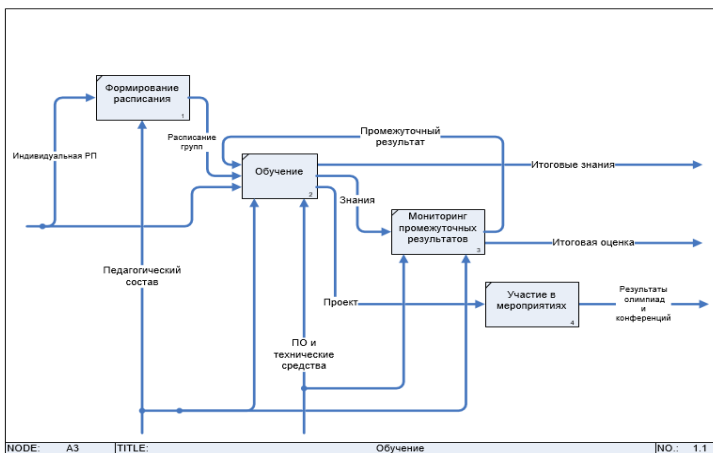 Формирование
расписания
1
Индивидуальная РП
Расписание
групп
Промежуточный
результат
Обучение
2
Итоговые знания
Знания
Мониторинг
промежуточных
результатов
3
Итоговая оценка
Педагогический
состав
Проект
Участие в
мероприятиях
4
Результаты
олимпиад
и
конференций
ПО и
технические
средства
NODE: A3 TITLE: Обучение NO.: 1.1